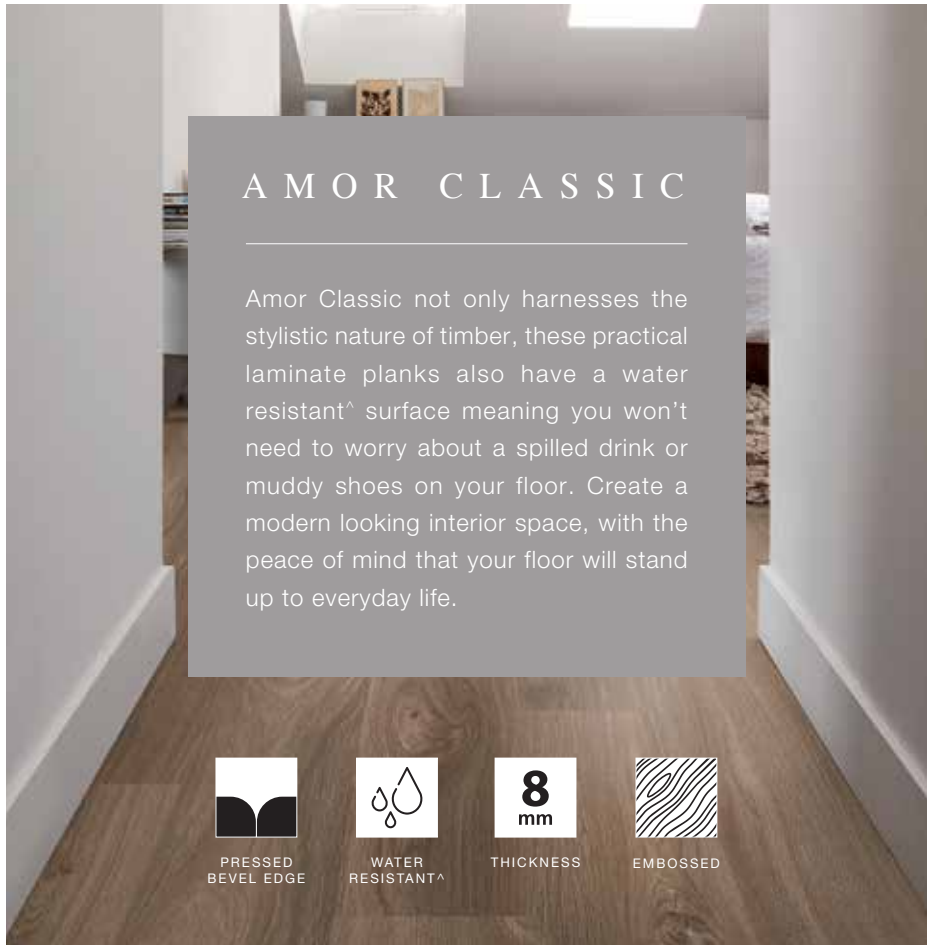 AMOR CLASSIC
Amor Classic not only harnesses the
stylistic nature of timber, these practical
laminate planks also have a water
resistant^ surface meaning you won’t
need to worry about a spilled drink or
muddy shoes on your floor. Create a
modern looking interior space, with the
peace of mind that your floor will stand
up to everyday life.
8
mm
PRESSED
BEVEL EDGE
WATER
RESISTANT^
THICKNESS
EMBOSSED